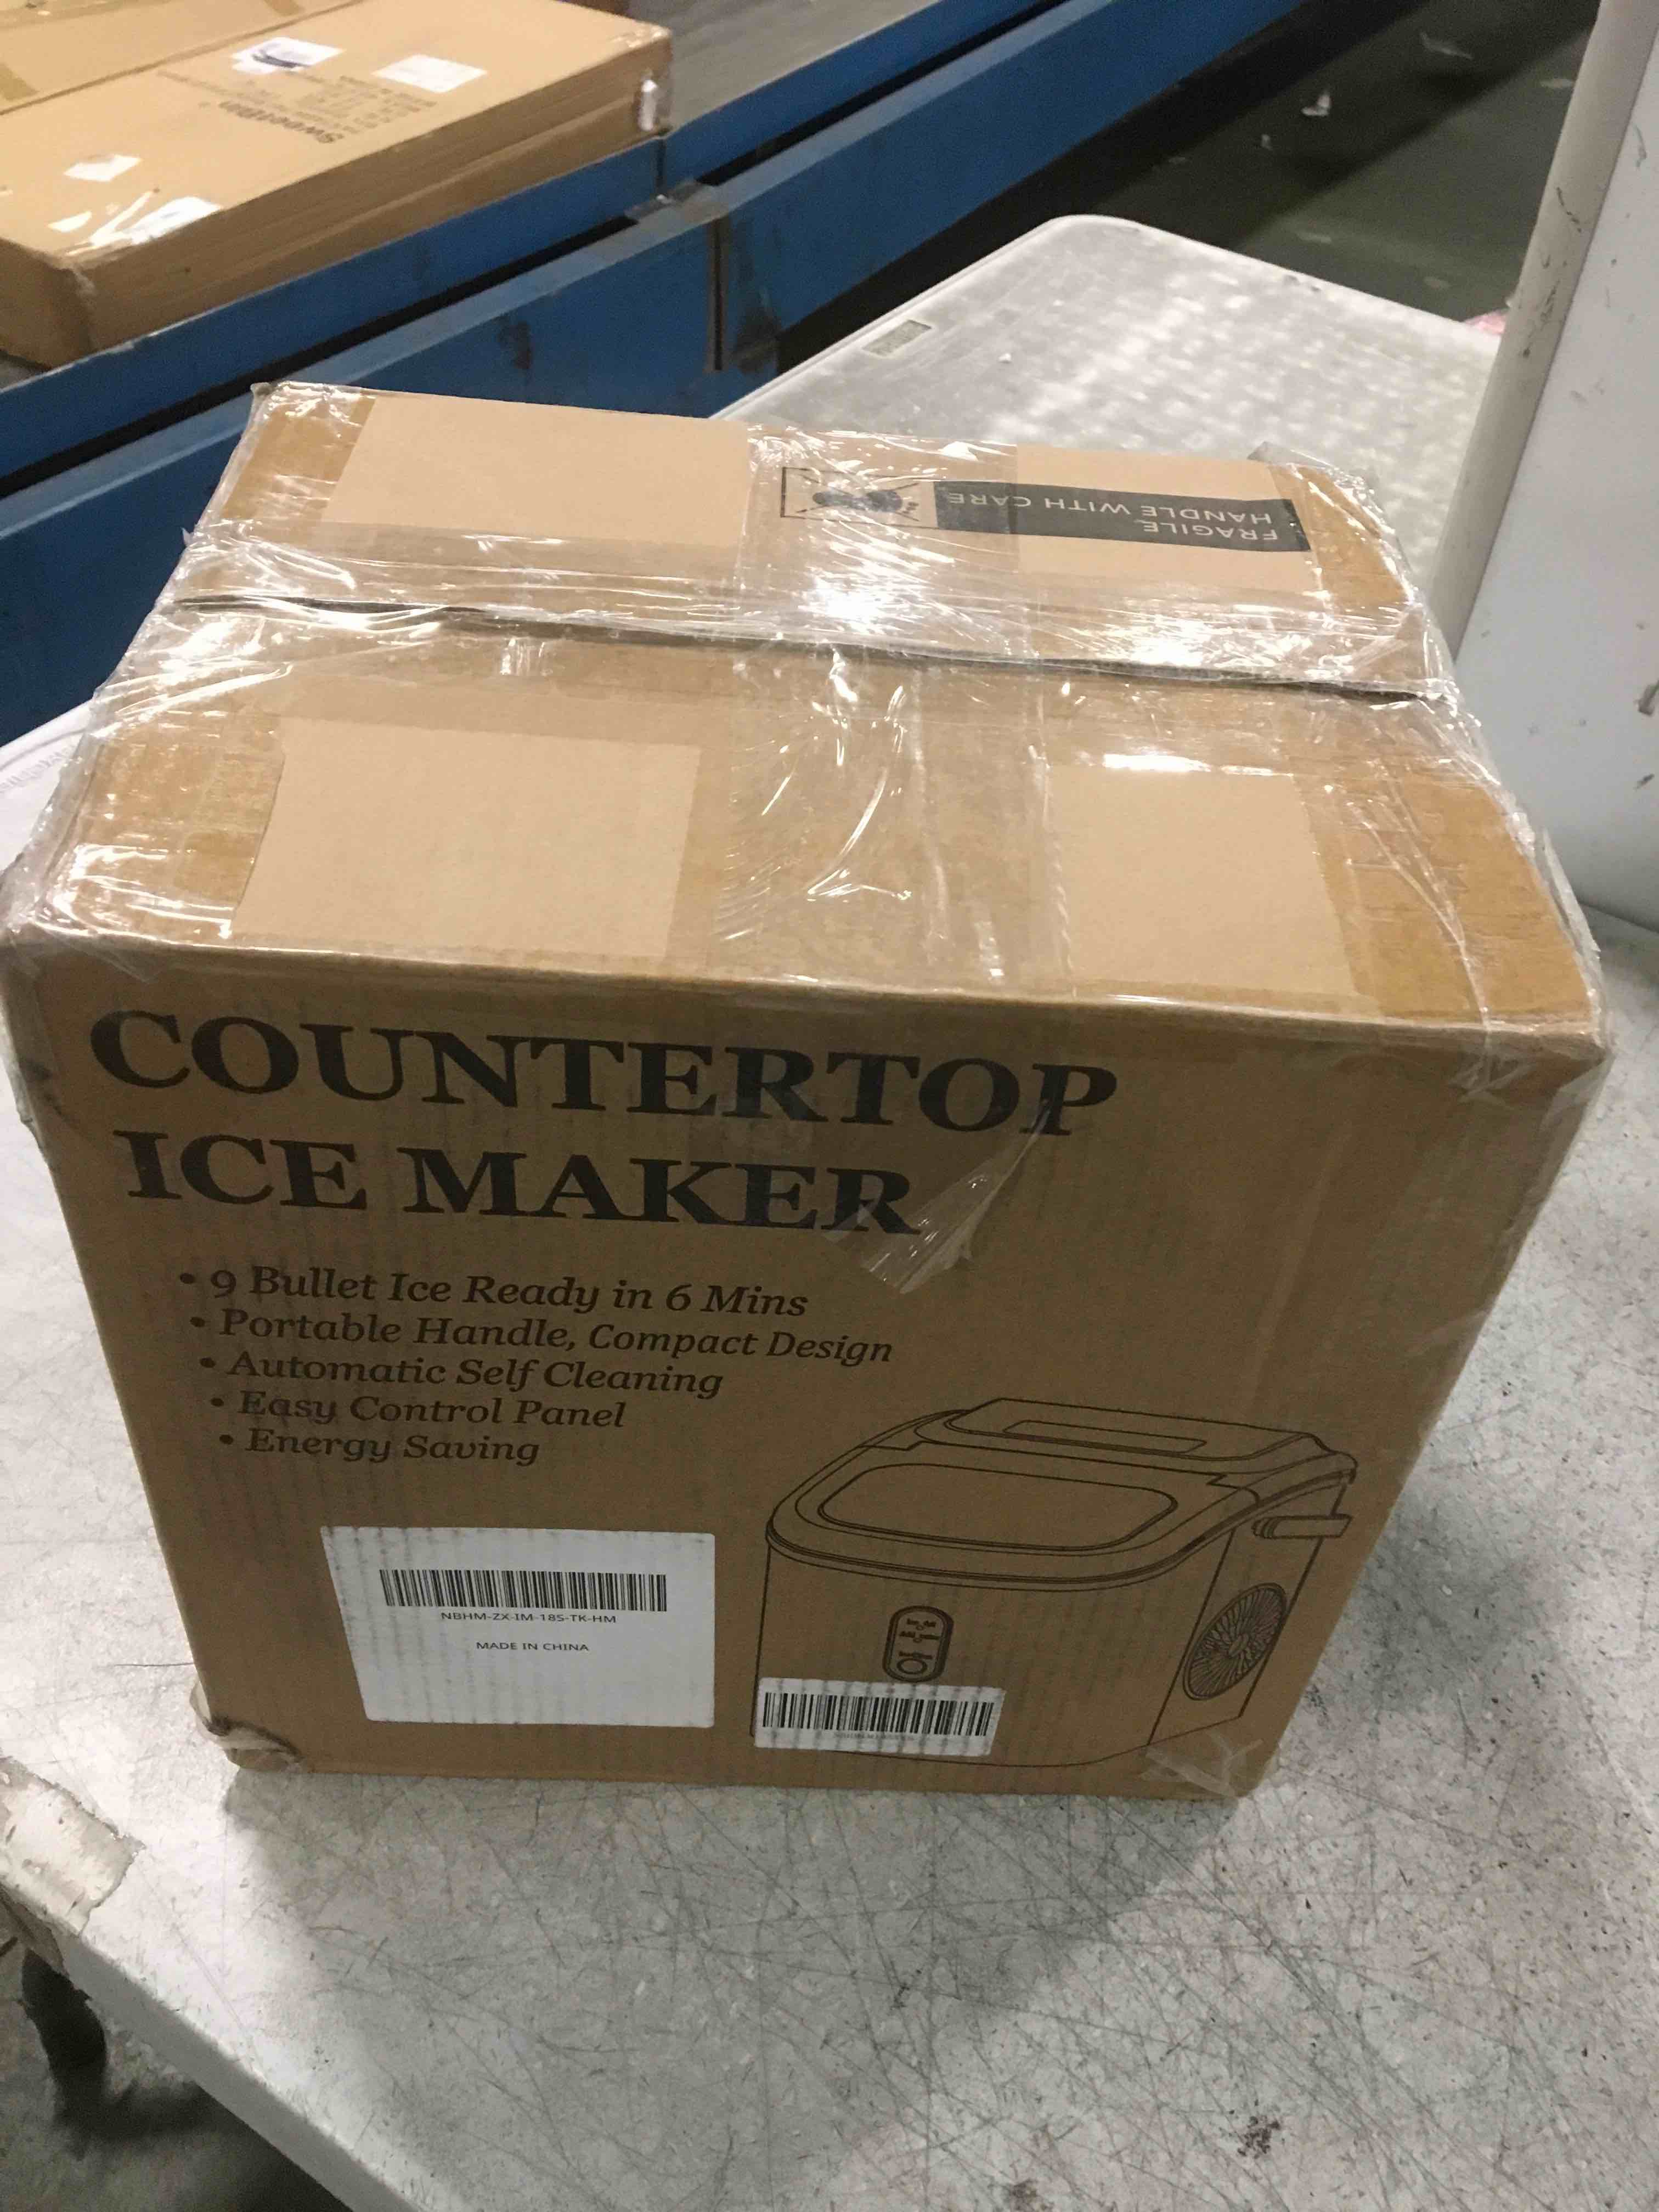 SweetBin
FRAGILE
HANDLE WITH CARE
COUNTERTOP
ICE MAKER
• 9 Bullet Ice Ready in 6 Mins
• Portable Handle, Compact Design
• Automatic Self Cleaning
• Easy Control Panel
• Energy Saving
NBHM-ZX-IM-18S-TK-HM
MADE IN CHINA